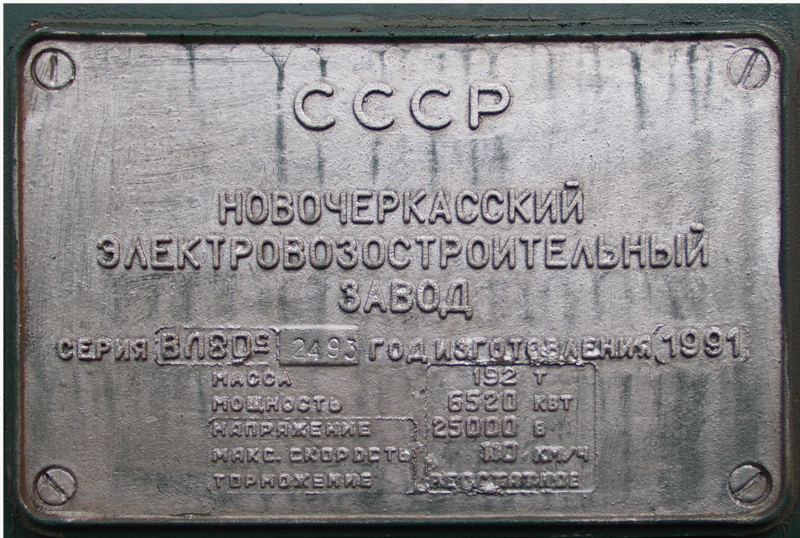 СССР
НОВОЧЕРКАССКИЙ
ЭЛЕКТРОВОЗОСТРОИТЕЛЬНЫЙ
ЗАВОД
СЕРИЯ ВЛ80С 2493 ГОД ИЗГОТОВЛЕНИЯ 1991
МАССА 192 Т
МОЩНОСТЬ 6520 КВТ
НАПРЯЖЕНИЕ 25000 В
МАКС. СКОРОСТЬ 110 КМ/Ч
ТОРМОЖЕНИЕ